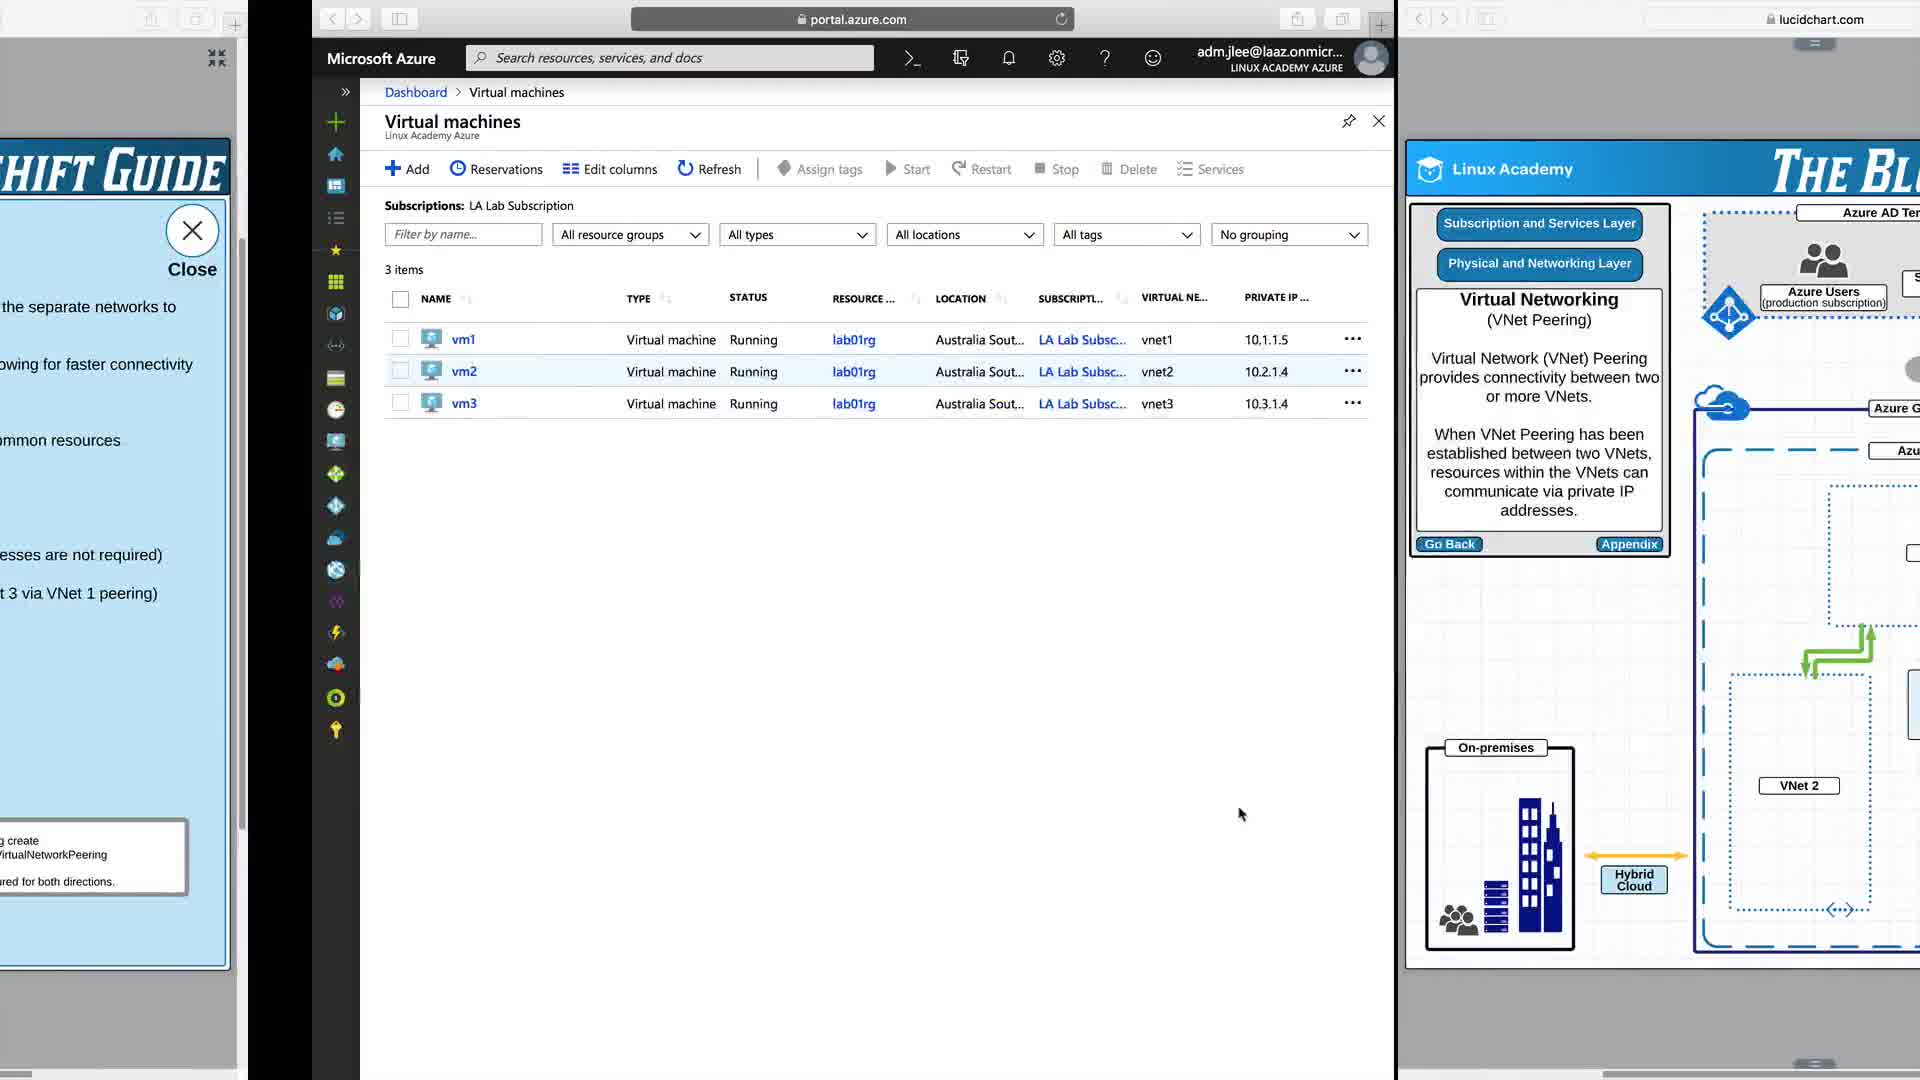 HIFT GUIDE
Close
the separate networks to
owing for faster connectivity
mmon resources
esses are not required)
t 3 via VNet 1 peering)
g create
VirtualNetworkPeering
ured for both directions.
portal.azure.com
Microsoft Azure
Search resources, services, and docs
adm.jlee@laaz.onmicr...
LINUX ACADEMY AZURE
Dashboard > Virtual machines
Virtual machines
Linux Academy Azure
Add Reservations Edit columns Refresh Assign tags Start Restart Stop Delete Services
Subscriptions: LA Lab Subscription
Filter by name... All resource groups All types All locations All tags No grouping
3 items
NAME TYPE STATUS RESOURCE ... LOCATION SUBSCRIPTI... VIRTUAL NE... PRIVATE IP ...
vm1 Virtual machine Running lab01rg Australia Sout... LA Lab Subsc... vnet1 10.1.1.5
vm2 Virtual machine Running lab01rg Australia Sout... LA Lab Subsc... vnet2 10.2.1.4
vm3 Virtual machine Running lab01rg Australia Sout... LA Lab Subsc... vnet3 10.3.1.4
lucidchart.com
Linux Academy
THE BL
Subscription and Services Layer
Physical and Networking Layer
Virtual Networking
(VNet Peering)
Virtual Network (VNet) Peering
provides connectivity between two
or more VNets.
When VNet Peering has been
established between two VNets,
resources within the VNets can
communicate via private IP
addresses.
Go Back
Appendix
Azure AD Ter
Azure Users
(production subscription)
S
Azure G
Azu
VNet 2
On-premises
Hybrid
Cloud